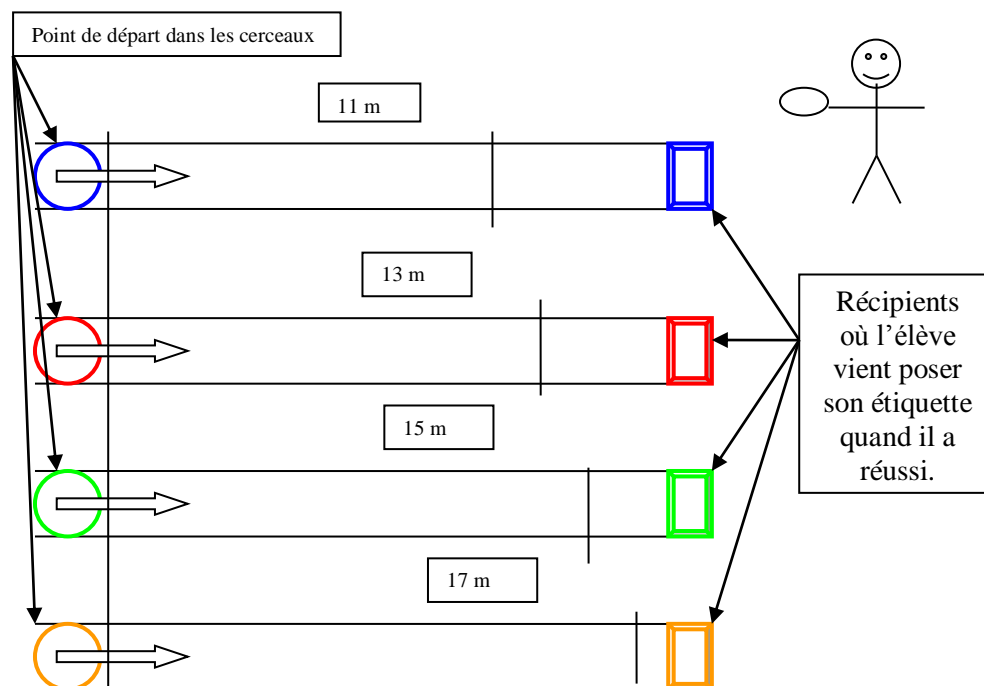 Point de départ dans les cerceaux
11 m
13 m
15 m
17 m
Récipients
où l’élève
vient poser
son étiquette
quand il a
réussi.